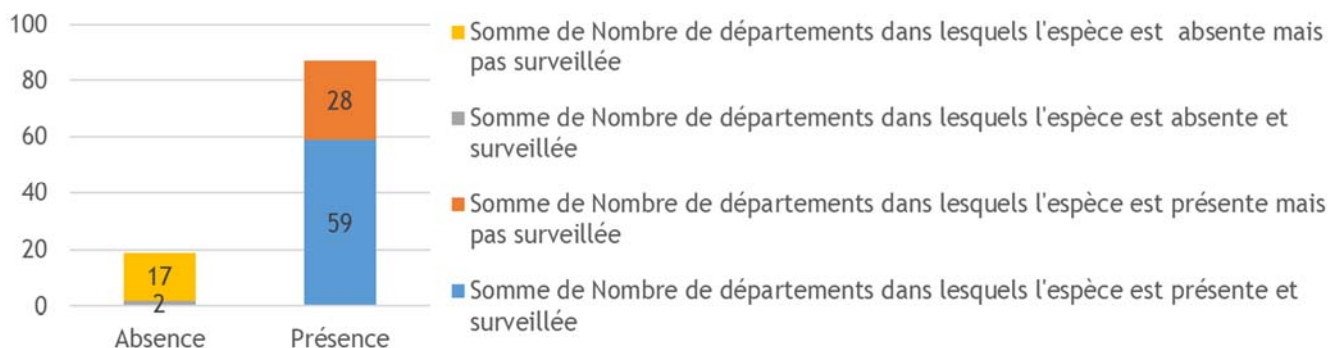 100
80
60
40
20
0
28
59
17
2
Absence
Présence
Somme de Nombre de départements dans lesquels l'espèce est absente mais
pas surveillée
Somme de Nombre de départements dans lesquels l'espèce est absente et
surveillée
Somme de Nombre de départements dans lesquels l'espèce est présente mais
pas surveillée
Somme de Nombre de départements dans lesquels l'espèce est présente et
surveillée